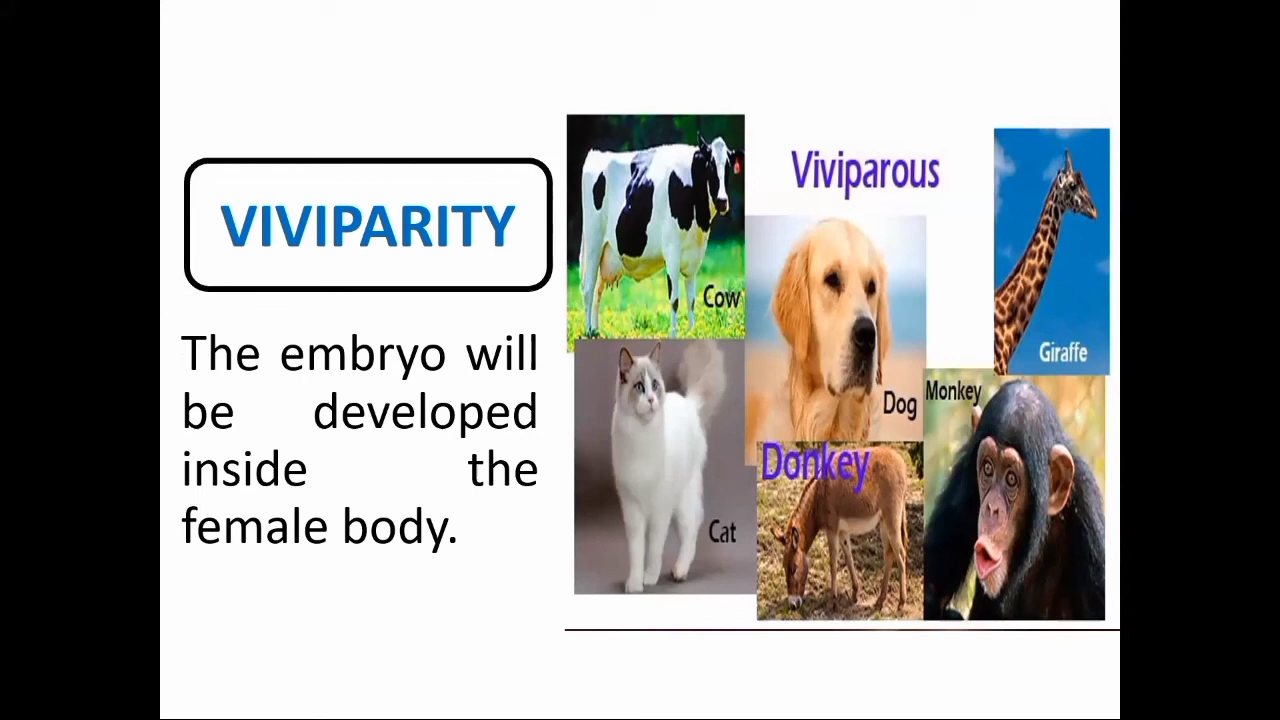 VIVIPARITY
The embryo will
be developed
inside the
female body.
Viviparous
Cow
Giraffe
Dog
Monkey
Donkey
Cat